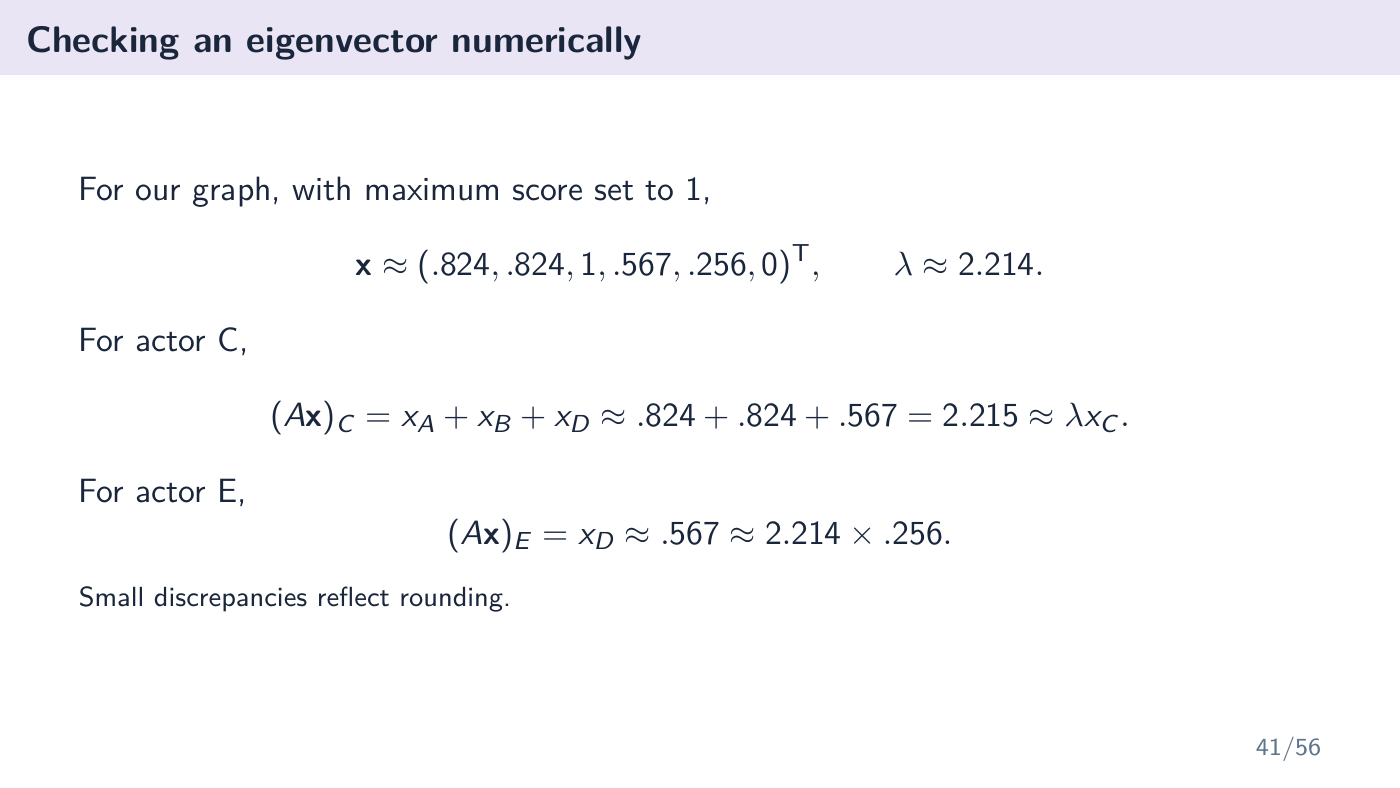 Checking an eigenvector numerically
For our graph, with maximum score set to 1,
x ≈ (.824, .824, 1, .567, .256, 0)ᵀ, λ ≈ 2.214.
For actor C,
(Ax)_C = x_A + x_B + x_D ≈ .824 + .824 + .567 = 2.215 ≈ λx_C.
For actor E,
(Ax)_E = x_D ≈ .567 ≈ 2.214 × .256.
Small discrepancies reflect rounding.
41/56